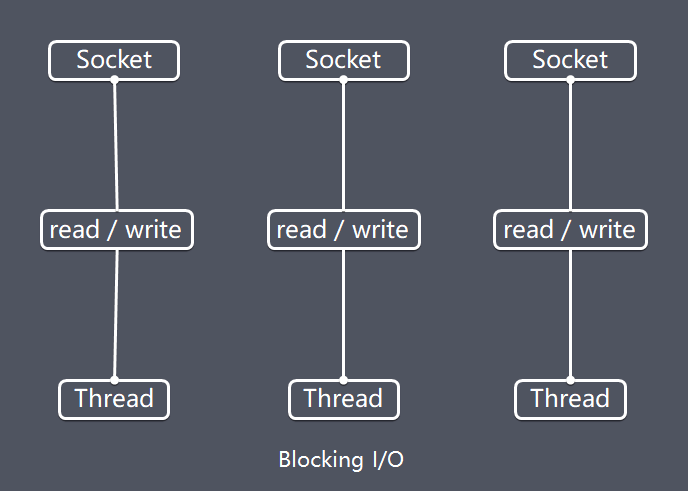 Socket
Socket
Socket
read / write
read / write
read / write
Thread
Thread
Thread
Blocking I/O